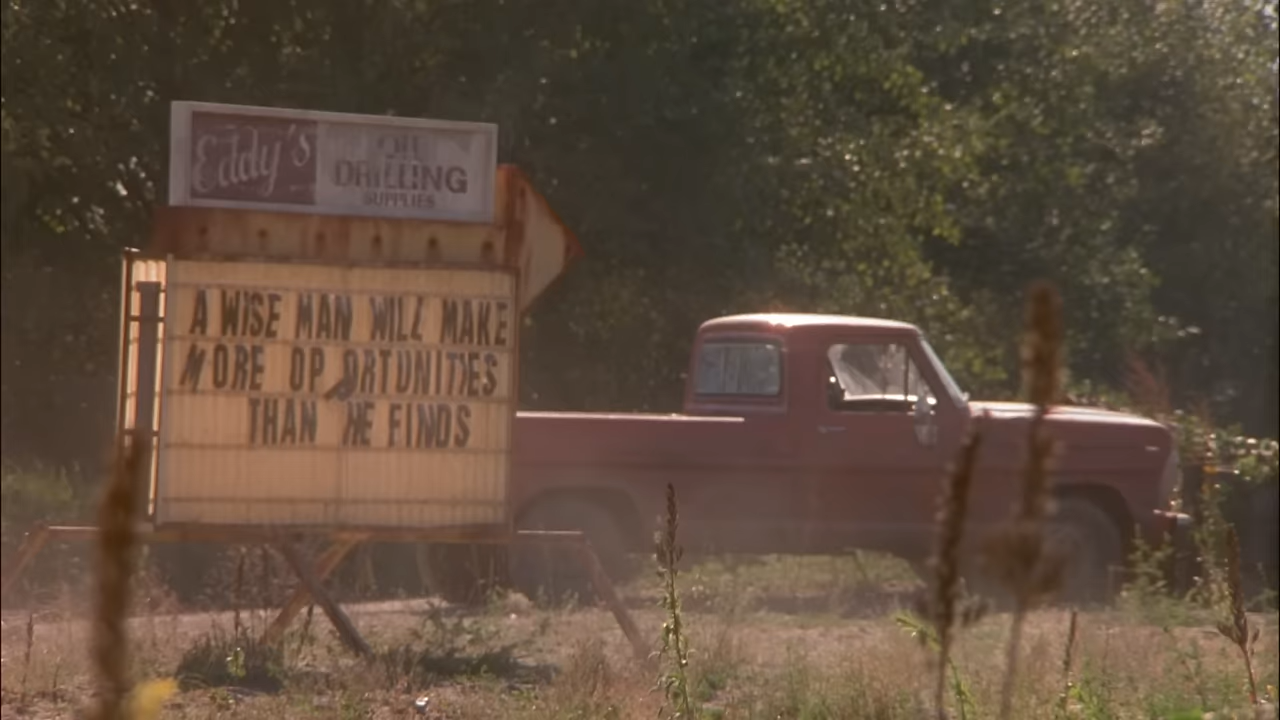 Eddy's
OIL
DRILLING
SUPPLIES
A WISE MAN WILL MAKE
MORE OP ORTUNITIES
THAN HE FINDS